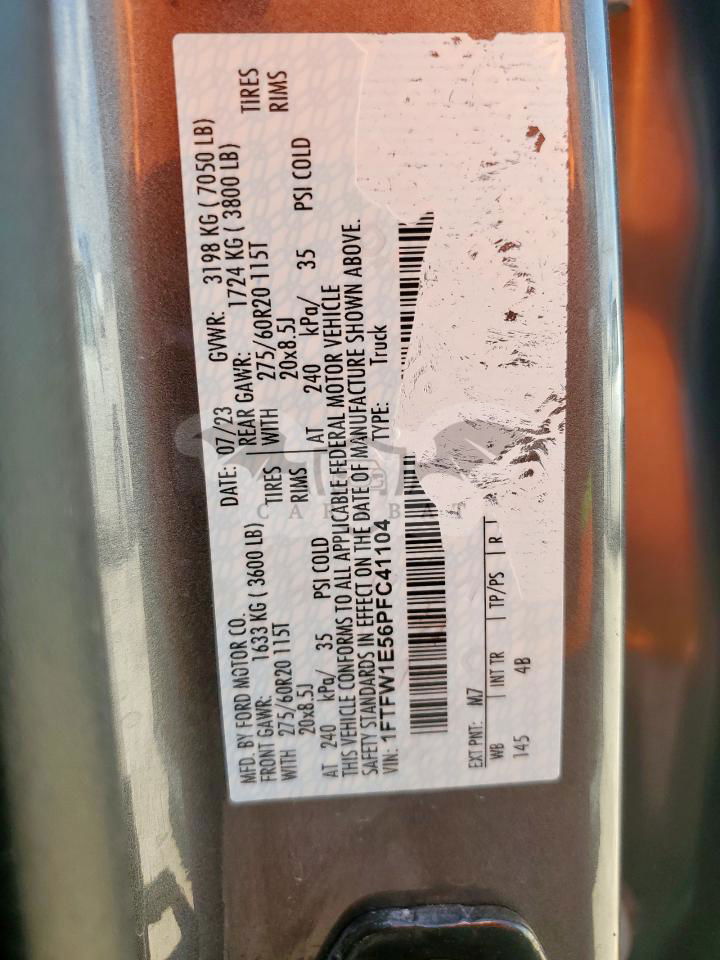 MFD. BY FORD MOTOR CO.
DATE: 07/23 GVWR: 3198 KG ( 7050 LB)
FRONT GAWR: 1633 KG ( 3600 LB) REAR GAWR: 1724 KG ( 3800 LB)
WITH 275/60R20 115T TIRES WITH 275/60R20 115T TIRES
20x8.5J RIMS 20x8.5J RIMS
AT 240 kPa/ 35 PSI COLD AT 240 kPa/ 35 PSI COLD
THIS VEHICLE CONFORMS TO ALL APPLICABLE FEDERAL MOTOR VEHICLE
SAFETY STANDARDS IN EFFECT ON THE DATE OF MANUFACTURE SHOWN ABOVE.
VIN: 1FTFW1E56PFC41104 TYPE: Truck
EXT PNT: M7
WB INT TR TP/PS R
145 4B